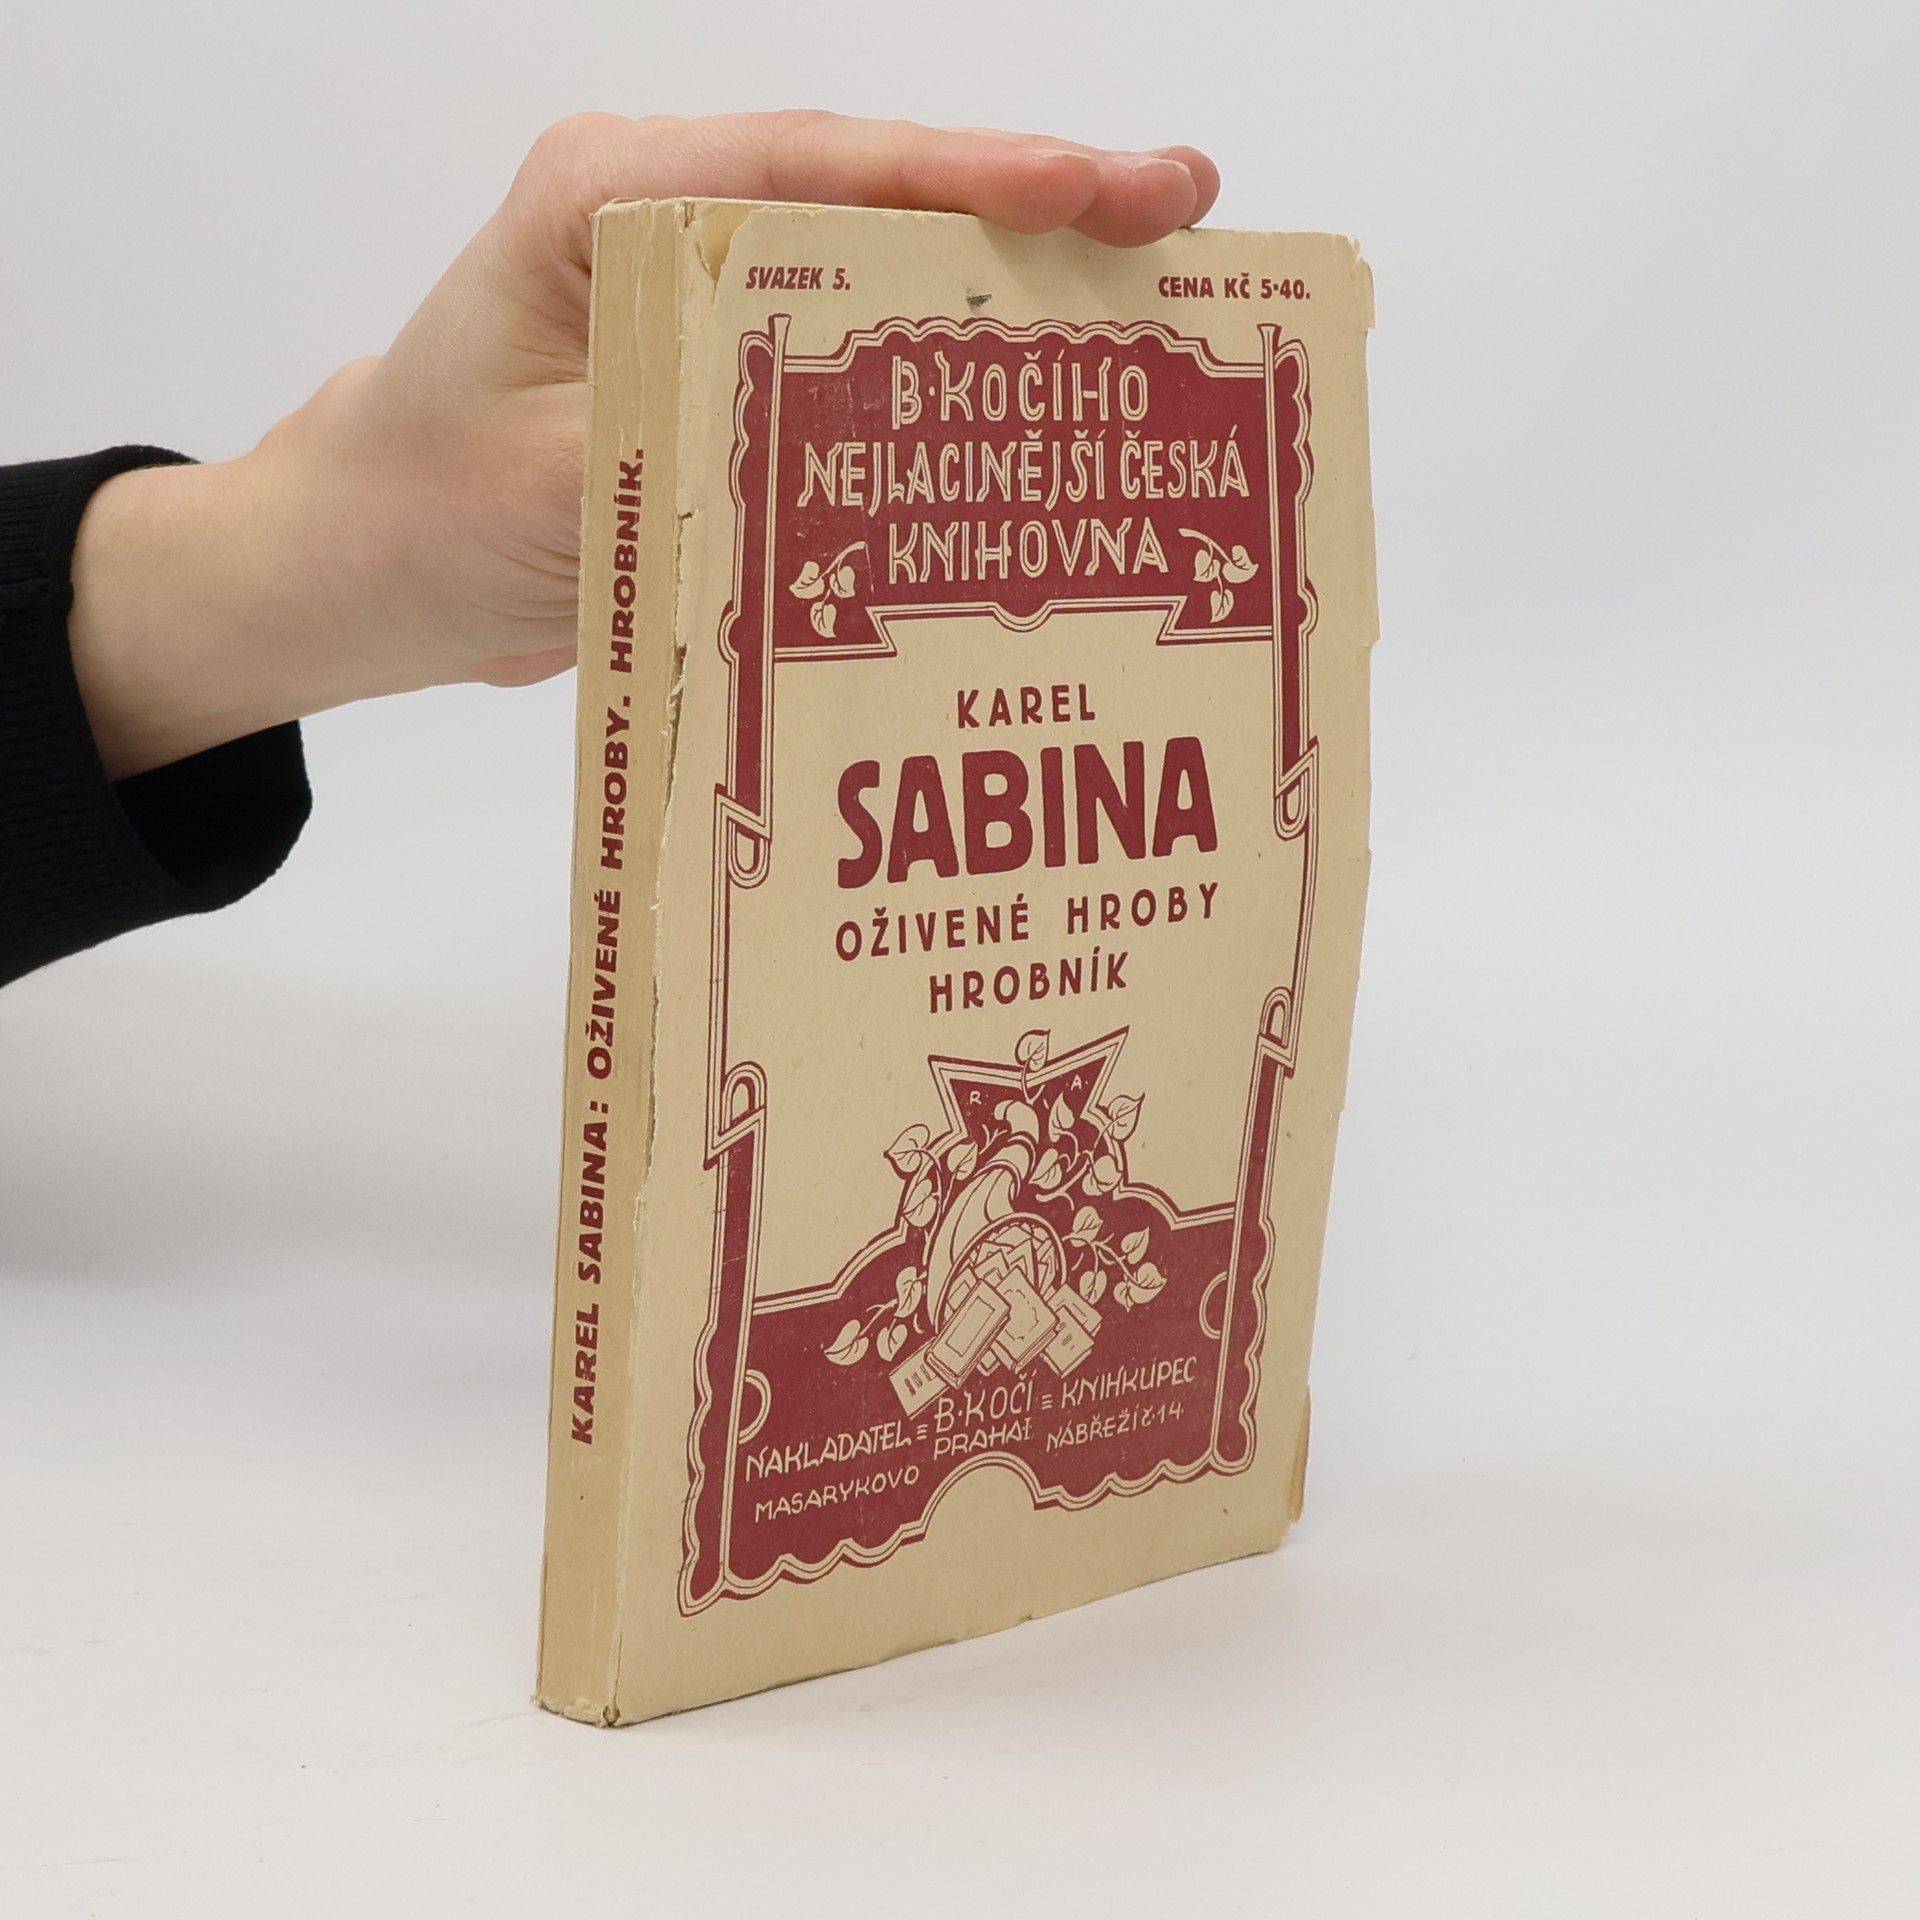 SVAZEK 5.
CENA KČ 5·40.
B·KOČÍHO
NEJLACINĚJŠÍ ČESKÁ
KNIHOVNA
KAREL
SABINA
OŽIVENÉ HROBY
HROBNÍK
R. A.
NAKLADATEL = B·KOČÍ = KNIHKUPEC
MASARYKOVO PRAHA I. NÁBŘEŽÍ Č·14·
KAREL SABINA: OŽIVENÉ HROBY. HROBNÍK.